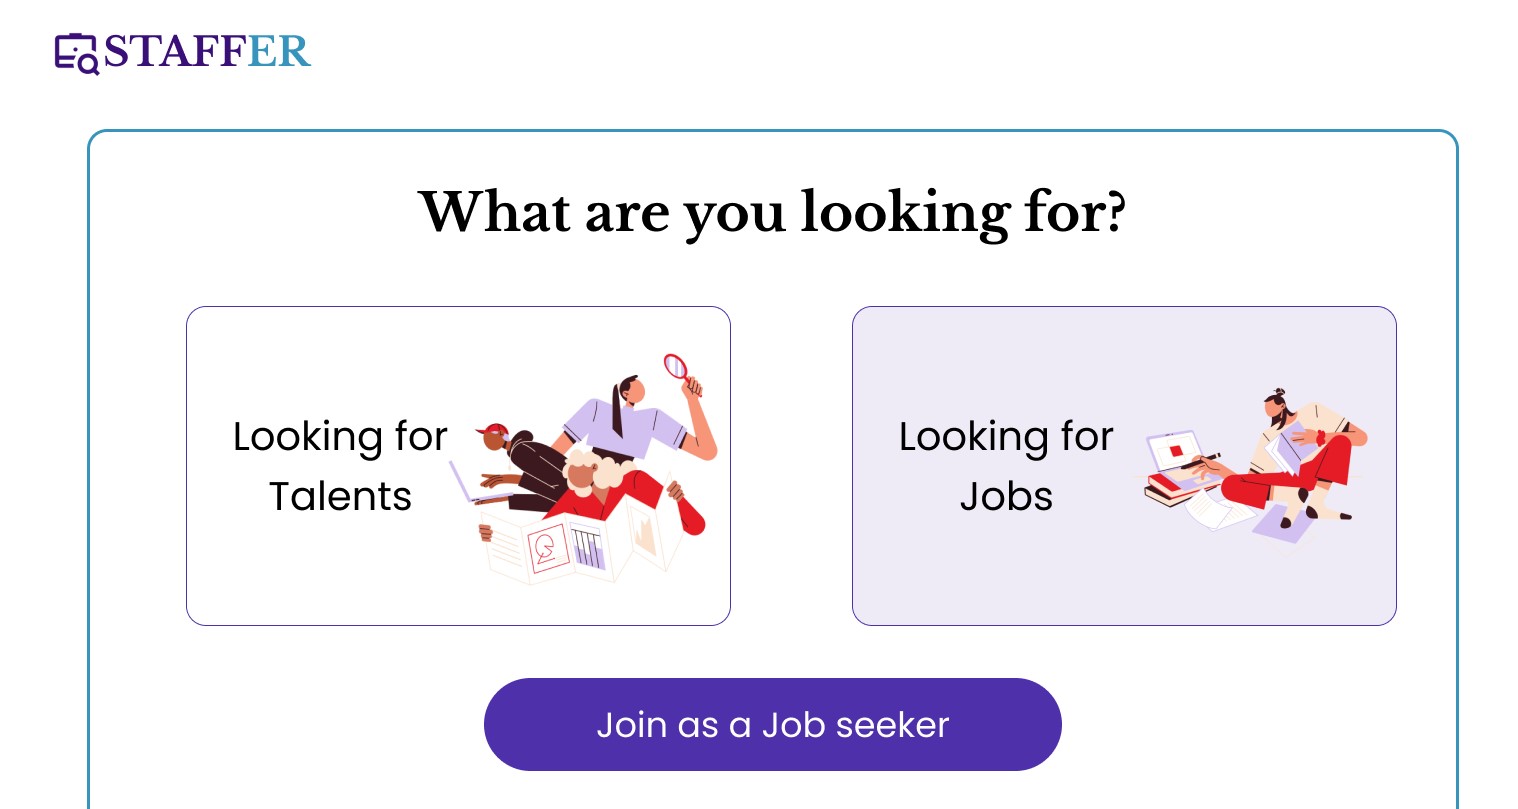 STAFFER
What are you looking for?
Looking for
Talents
Looking for
Jobs
Join as a Job seeker